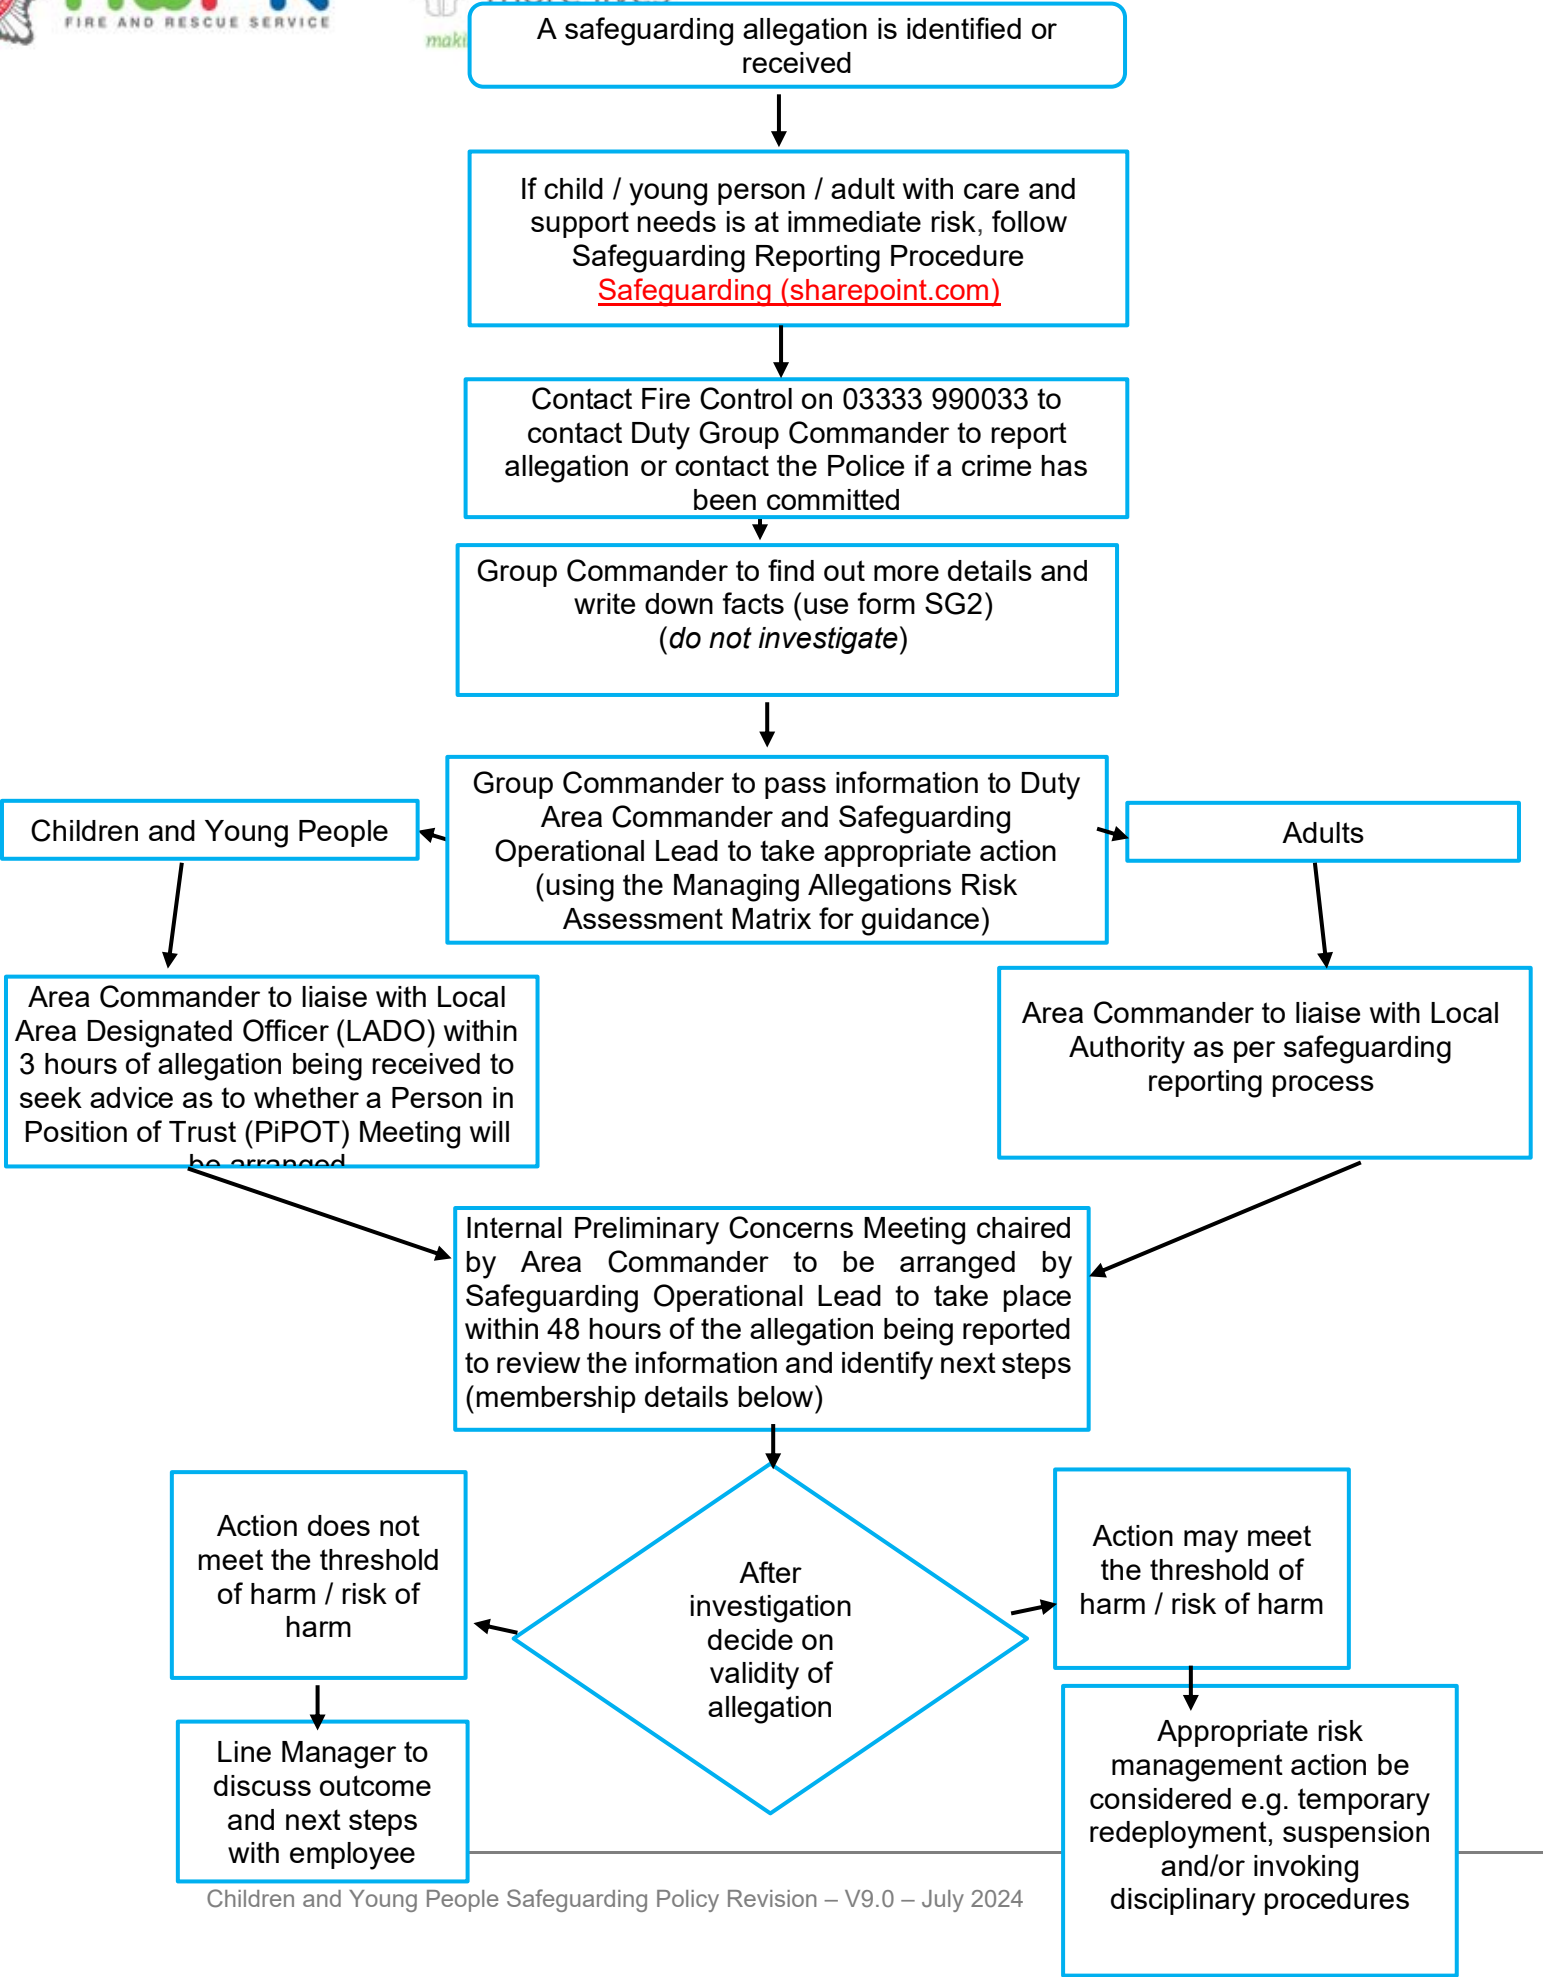 FIRE AND RESCUE SERVICE
A safeguarding allegation is identified or
received
If child / young person / adult with care and
support needs is at immediate risk, follow
Safeguarding Reporting Procedure
Safeguarding (sharepoint.com)
Contact Fire Control on 03333 990033 to
contact Duty Group Commander to report
allegation or contact the Police if a crime has
been committed
Group Commander to find out more details and
write down facts (use form SG2)
(do not investigate)
Group Commander to pass information to Duty
Area Commander and Safeguarding
Operational Lead to take appropriate action
(using the Managing Allegations Risk
Assessment Matrix for guidance)
Children and Young People
Adults
Area Commander to liaise with Local
Area Designated Officer (LADO) within
3 hours of allegation being received to
seek advice as to whether a Person in
Position of Trust (PiPOT) Meeting will
be arranged
Area Commander to liaise with Local
Authority as per safeguarding
reporting process
Internal Preliminary Concerns Meeting chaired
by Area Commander to be arranged by
Safeguarding Operational Lead to take place
within 48 hours of the allegation being reported
to review the information and identify next steps
(membership details below)
Action does not
meet the threshold
of harm / risk of
harm
After
investigation
decide on
validity of
allegation
Action may meet
the threshold of
harm / risk of harm
Line Manager to
discuss outcome
and next steps
with employee
Appropriate risk
management action be
considered e.g. temporary
redeployment, suspension
and/or invoking
disciplinary procedures
Children and Young People Safeguarding Policy Revision – V9.0 – July 2024